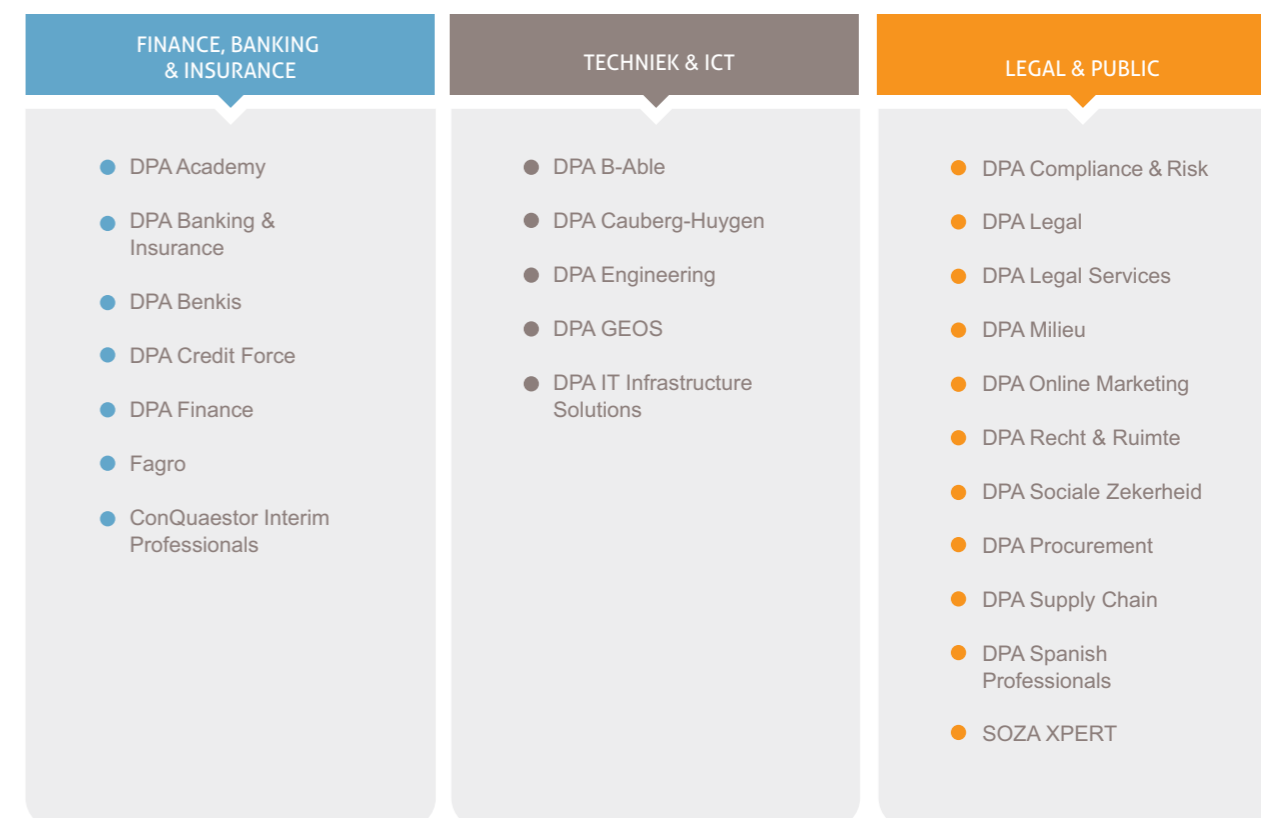 FINANCE, BANKING
& INSURANCE
DPA Academy
DPA Banking &
Insurance
DPA Benkis
DPA Credit Force
DPA Finance
Fagro
ConQuaestor Interim
Professionals
TECHNIEK & ICT
DPA B-Able
DPA Cauberg-Huygen
DPA Engineering
DPA GEOS
DPA IT Infrastructure
Solutions
LEGAL & PUBLIC
DPA Compliance & Risk
DPA Legal
DPA Legal Services
DPA Milieu
DPA Online Marketing
DPA Recht & Ruimte
DPA Sociale Zekerheid
DPA Procurement
DPA Supply Chain
DPA Spanish
Professionals
SOZA XPERT